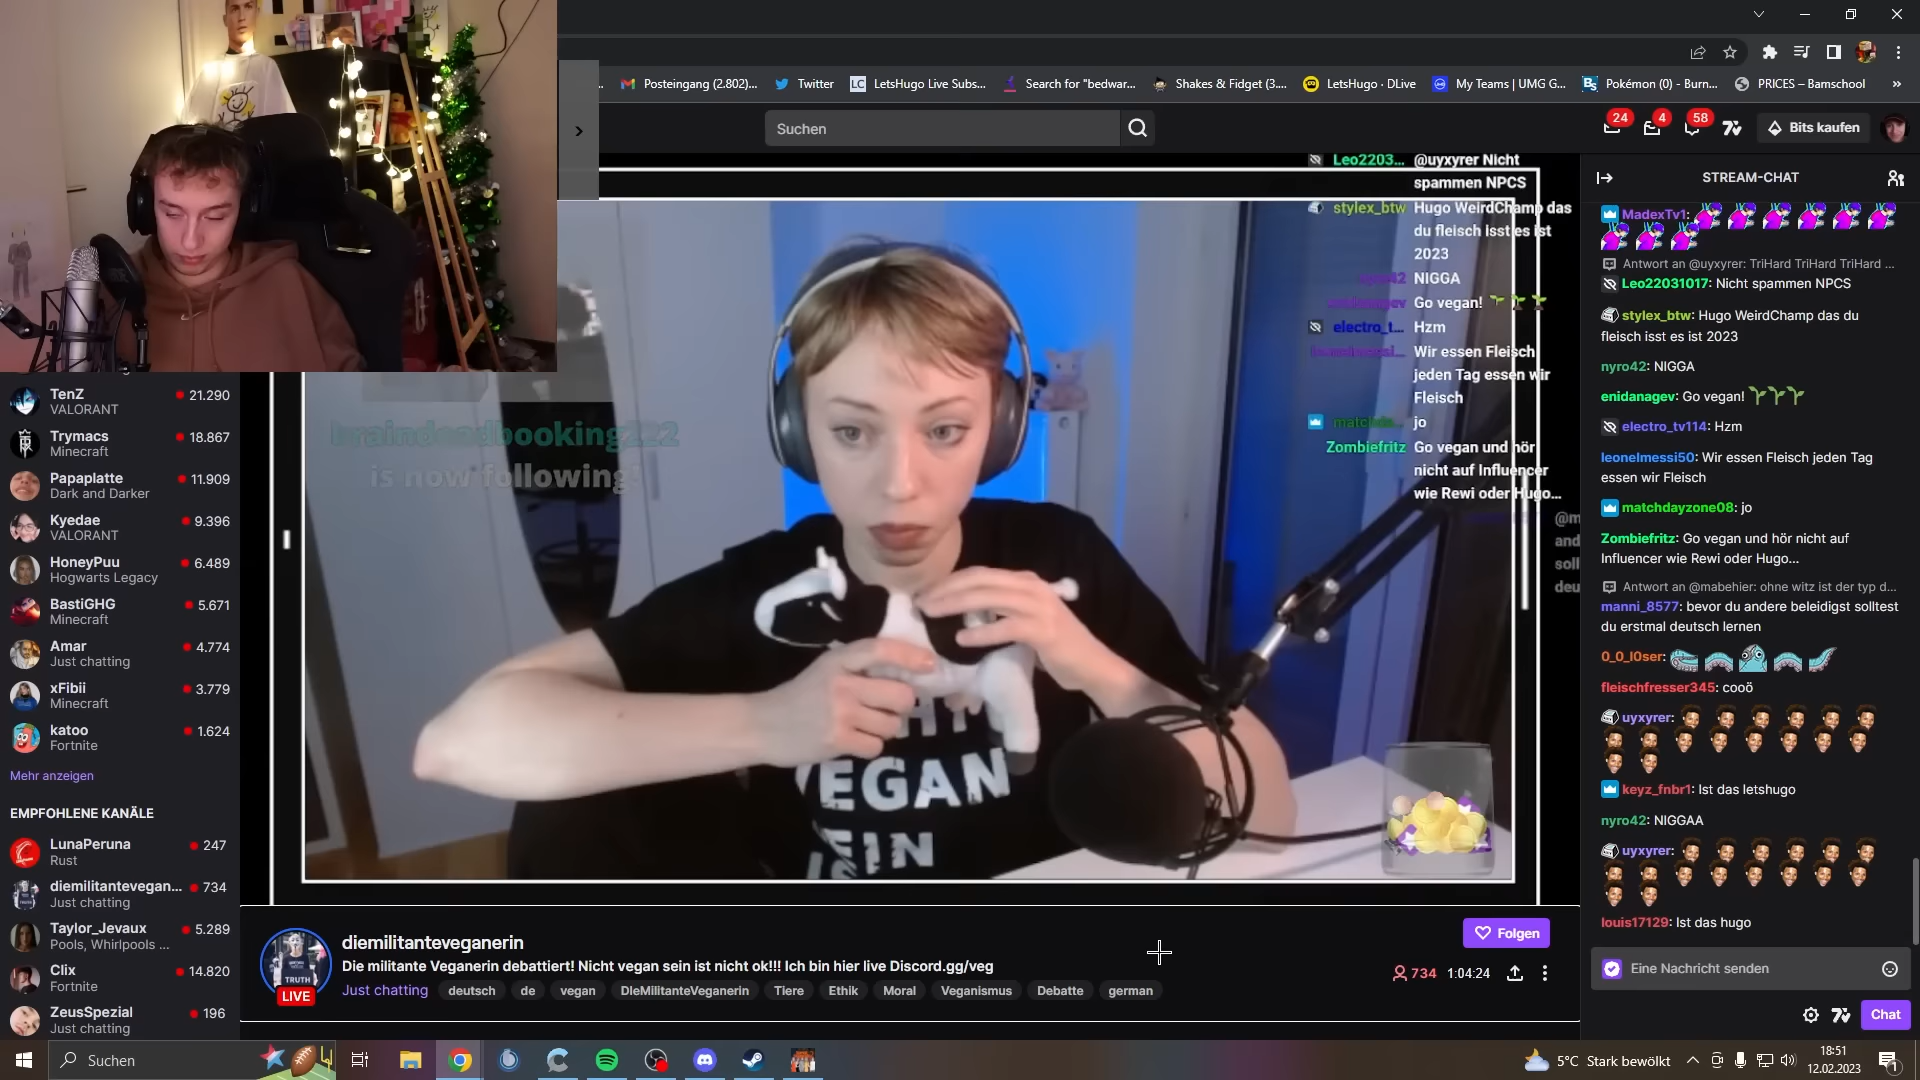 Posteingang (2.802)...
Twitter
LC LetsHugo Live Subs...
Search for "bedwar...
Shakes & Fidget (3....
LetsHugo · DLive
My Teams | UMG G...
Bs Pokémon (0) - Burn...
PRICES – Bamschool
»
Suchen
24
4
58
Bits kaufen
STREAM-CHAT
Leo2203... @uyxyrer Nicht
spammen NPCS
stylex_btw Hugo WeirdChamp das
du fleisch isst es ist
2023
nyro42 NIGGA
enidanagev Go vegan!
electro_t... Hzm
leonelmessi... Wir essen Fleisch
jeden Tag essen wir
Fleisch
matchda... jo
Zombiefritz Go vegan und hör
nicht auf Influencer
wie Rewi oder Hugo...
braindeadbooking222
is now following!
VEGAN
EIN
TenZ 21.290
VALORANT
Trymacs 18.867
Minecraft
Papaplatte 11.909
Dark and Darker
Kyedae 9.396
VALORANT
HoneyPuu 6.489
Hogwarts Legacy
BastiGHG 5.671
Minecraft
Amar 4.774
Just chatting
xFibii 3.779
Minecraft
katoo 1.624
Fortnite
Mehr anzeigen
EMPFOHLENE KANÄLE
LunaPeruna 247
Rust
diemilitantevegan... 734
Just chatting
Taylor_Jevaux 5.289
Pools, Whirlpools ...
Clix 14.820
Fortnite
ZeusSpezial 196
Just chatting
TRUTH
LIVE
diemilitanteveganerin
Die militante Veganerin debattiert! Nicht vegan sein ist nicht ok!!! Ich bin hier live Discord.gg/veg
Just chatting deutsch de vegan DieMilitanteVeganerin Tiere Ethik Moral Veganismus Debatte german
Folgen
734 1:04:24
MadexTv1:
Antwort an @uyxyrer: TriHard TriHard TriHard ...
Leo22031017: Nicht spammen NPCS
stylex_btw: Hugo WeirdChamp das du
fleisch isst es ist 2023
nyro42: NIGGA
enidanagev: Go vegan!
electro_tv114: Hzm
leonelmessi50: Wir essen Fleisch jeden Tag
essen wir Fleisch
matchdayzone08: jo
Zombiefritz: Go vegan und hör nicht auf
Influencer wie Rewi oder Hugo...
Antwort an @mabehier: ohne witz ist der typ d...
manni_8577: bevor du andere beleidigst solltest
du erstmal deutsch lernen
0_0_l0ser:
fleischfresser345: cooö
uyxyrer:
keyz_fnbr1: Ist das letshugo
nyro42: NIGGAA
uyxyrer:
louis17129: Ist das hugo
Eine Nachricht senden
Chat
Suchen
5°C Stark bewölkt
18:51
12.02.2023
1